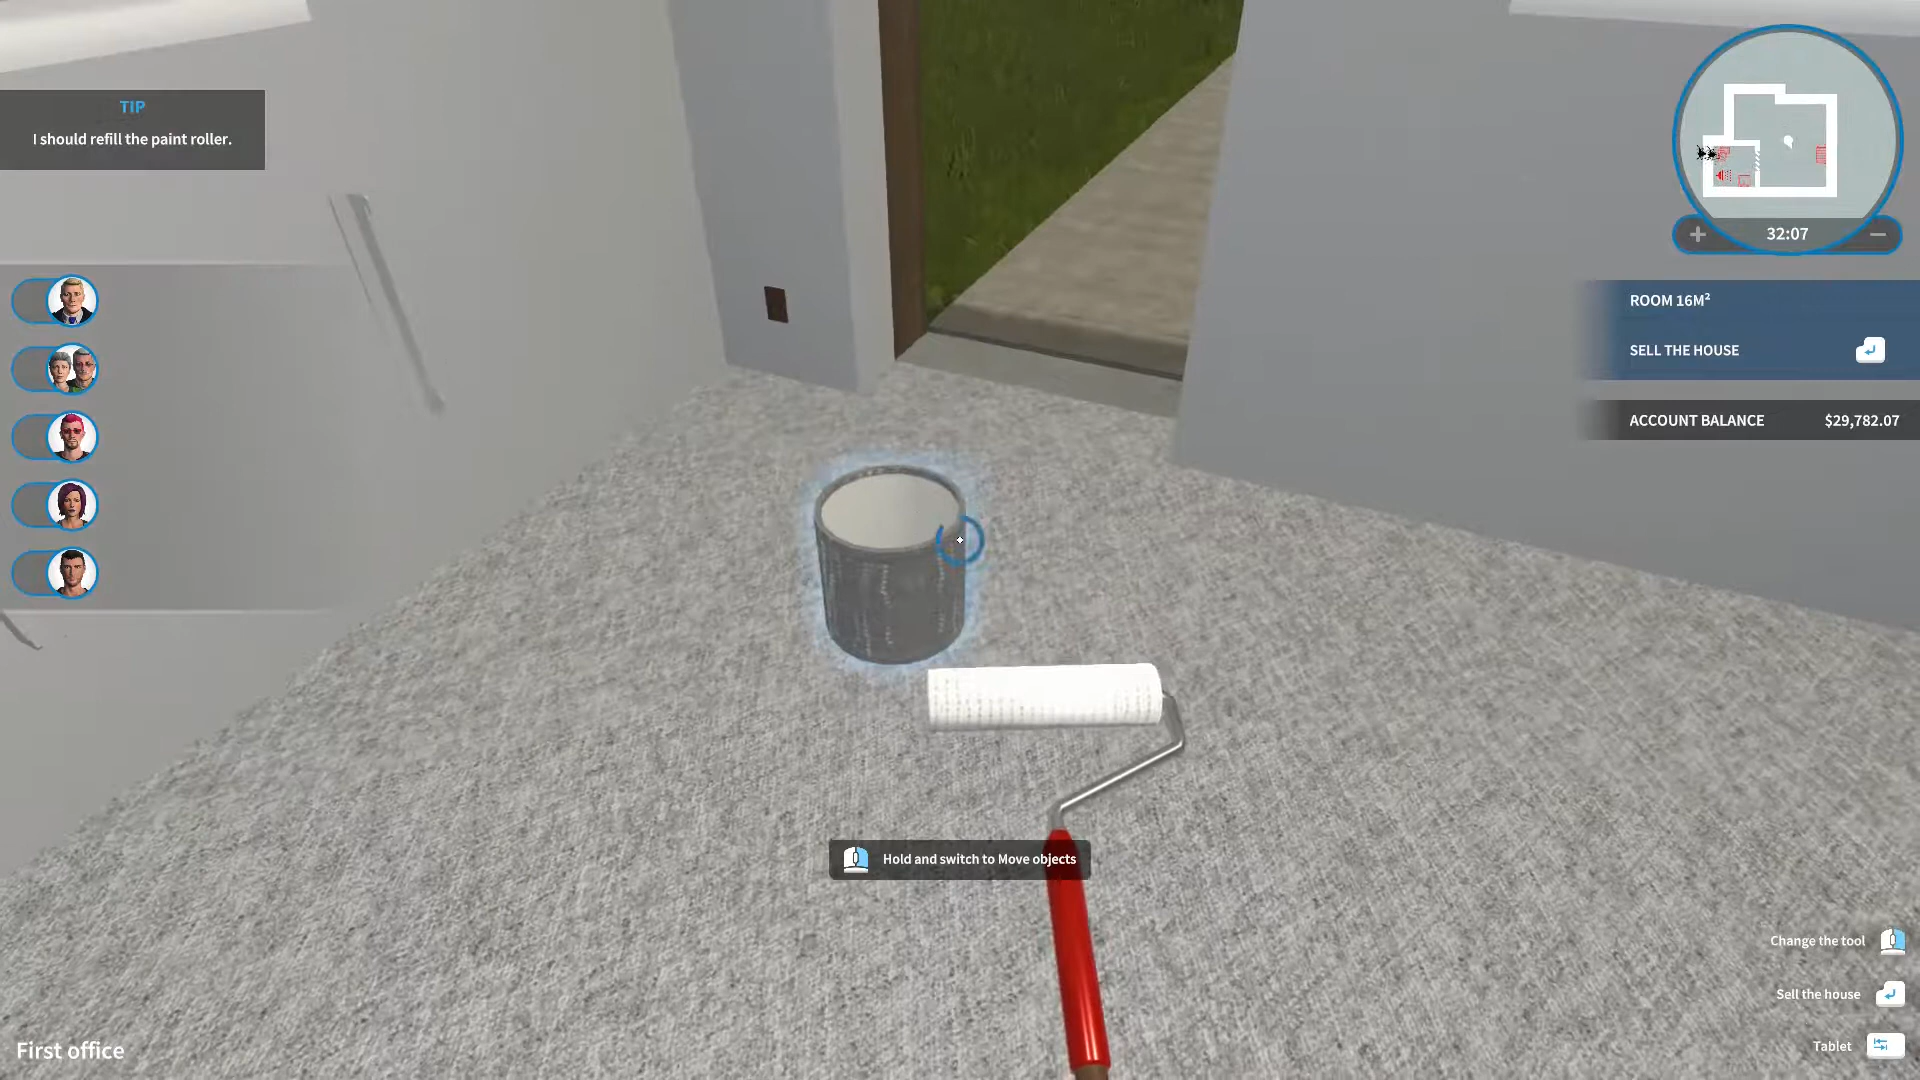 TIP
I should refill the paint roller.
32:07
ROOM 16M²
SELL THE HOUSE
ACCOUNT BALANCE $29,782.07
Hold and switch to Move objects
Change the tool
Sell the house
Tablet
First office